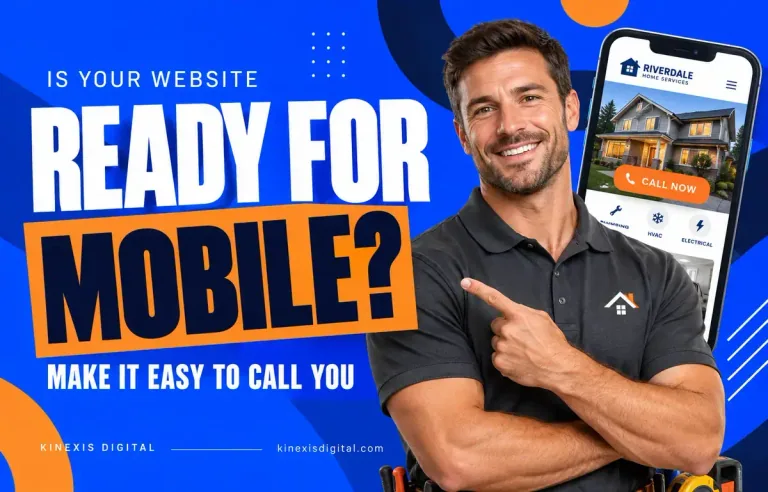 IS YOUR WEBSITE
READY FOR
MOBILE?
MAKE IT EASY TO CALL YOU
KINEXIS DIGITAL
kinexisdigital.com
RIVERDALE
HOME SERVICES
CALL NOW
PLUMBING
HVAC
ELECTRICAL